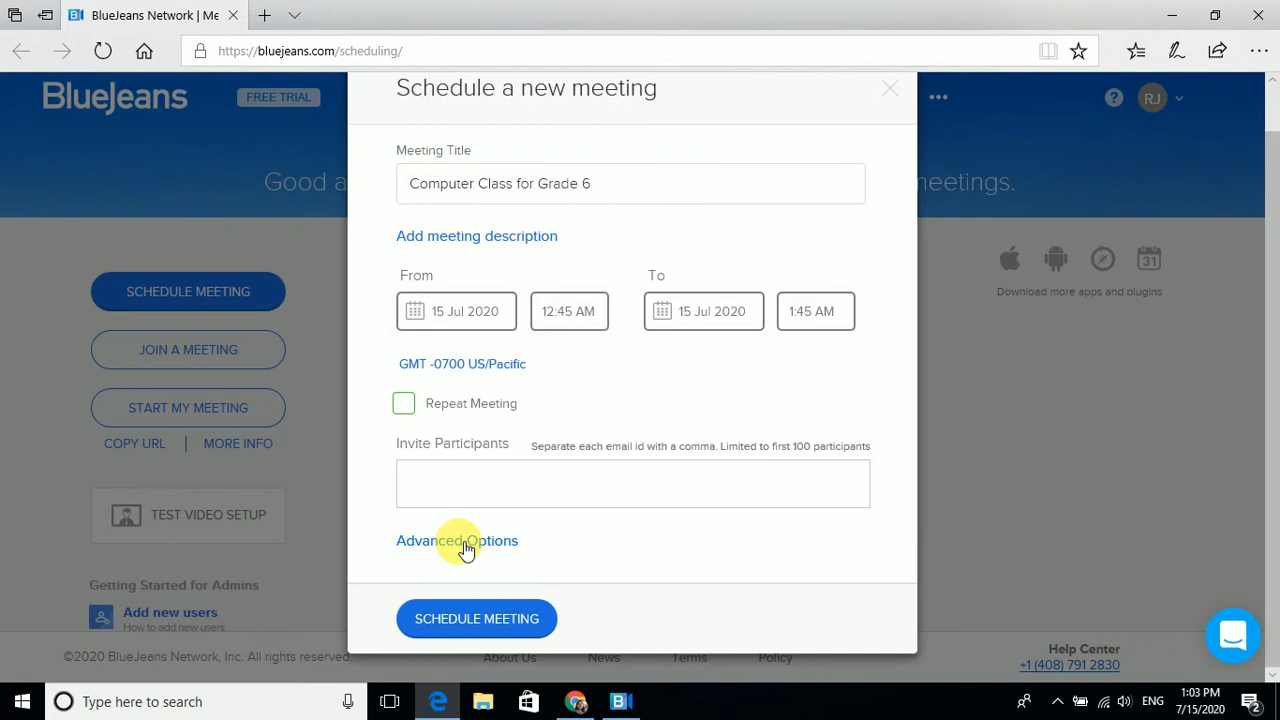 BlueJeans Network | Me
https://bluejeans.com/scheduling/
BLUEJEANS
FREE TRIAL
RJ
Good a
neetings.
Schedule a new meeting
Meeting Title
Computer Class for Grade 6
Add meeting description
From
To
15 Jul 2020
12:45 AM
15 Jul 2020
1:45 AM
GMT -0700 US/Pacific
Repeat Meeting
Invite Participants
Separate each email id with a comma. Limited to first 100 participants
Advanced Options
SCHEDULE MEETING
SCHEDULE MEETING
JOIN A MEETING
START MY MEETING
COPY URL | MORE INFO
TEST VIDEO SETUP
31
Download more apps and plugins
Getting Started for Admins
Add new users
How to add new users
©2020 BlueJeans Network, Inc. All rights reserved.
About Us
News
Terms
Policy
Help Center
+1 (408) 791 2830
Type here to search
ENG
1:03 PM
7/15/2020
2